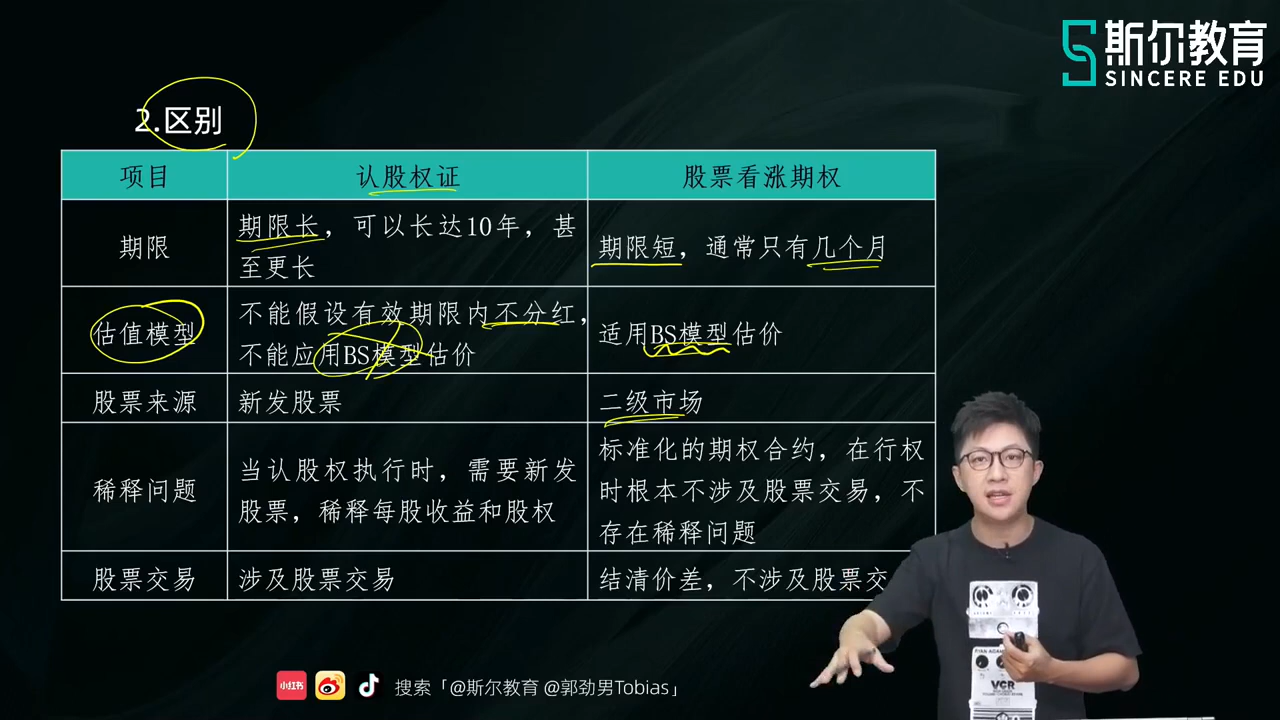 斯尔教育
SINCERE EDU
2.区别
项目
认股权证
股票看涨期权
期限
期限长，可以长达10年，甚
至更长
期限短，通常只有几个月
估值模型
不能假设有效期限内不分红，
不能应用BS模型估价
适用BS模型估价
股票来源
新发股票
二级市场
稀释问题
当认股权执行时，需要新发
股票，稀释每股收益和股权
标准化的期权合约，在行权
时根本不涉及股票交易，不
存在稀释问题
股票交易
涉及股票交易
结清价差，不涉及股票交
小红书
搜索「@斯尔教育 @郭劲男Tobias」
VCR